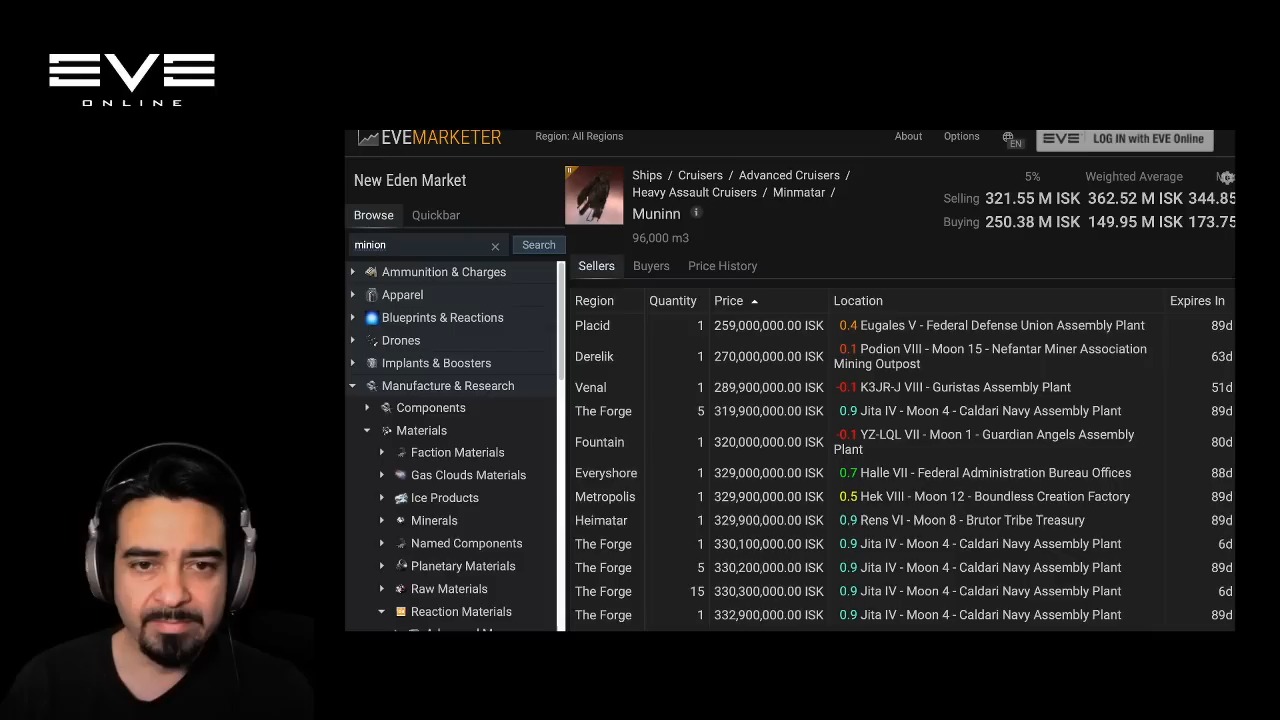 EVE
ONLINE
EVEMARKETER
Region: All Regions
About
Options
EN
EVE
LOG IN with EVE Online
New Eden Market
Browse
Quickbar
minion
Search
Ammunition & Charges
Apparel
Blueprints & Reactions
Drones
Implants & Boosters
Manufacture & Research
Components
Materials
Faction Materials
Gas Clouds Materials
Ice Products
Minerals
Named Components
Planetary Materials
Raw Materials
Reaction Materials
Ships / Cruisers / Advanced Cruisers /
Heavy Assault Cruisers / Minmatar /
Muninn
96,000 m3
5% Weighted Average
Selling 321.55 M ISK 362.52 M ISK 344.85
Buying 250.38 M ISK 149.95 M ISK 173.75
Sellers Buyers Price History
Region Quantity Price Location Expires In
Placid 1 259,000,000.00 ISK 0.4 Eugales V - Federal Defense Union Assembly Plant 89d
Derelik 1 270,000,000.00 ISK 0.1 Podion VIII - Moon 15 - Nefantar Miner Association 63d
Mining Outpost
Venal 1 289,900,000.00 ISK -0.1 K3JR-J VIII - Guristas Assembly Plant 51d
The Forge 5 319,900,000.00 ISK 0.9 Jita IV - Moon 4 - Caldari Navy Assembly Plant 89d
Fountain 1 320,000,000.00 ISK -0.1 YZ-LQL VII - Moon 1 - Guardian Angels Assembly 80d
Plant
Everyshore 1 329,000,000.00 ISK 0.7 Halle VII - Federal Administration Bureau Offices 88d
Metropolis 1 329,900,000.00 ISK 0.5 Hek VIII - Moon 12 - Boundless Creation Factory 89d
Heimatar 1 329,900,000.00 ISK 0.9 Rens VI - Moon 8 - Brutor Tribe Treasury 89d
The Forge 1 330,100,000.00 ISK 0.9 Jita IV - Moon 4 - Caldari Navy Assembly Plant 6d
The Forge 5 330,200,000.00 ISK 0.9 Jita IV - Moon 4 - Caldari Navy Assembly Plant 89d
The Forge 15 330,300,000.00 ISK 0.9 Jita IV - Moon 4 - Caldari Navy Assembly Plant 6d
The Forge 1 332,900,000.00 ISK 0.9 Jita IV - Moon 4 - Caldari Navy Assembly Plant 89d